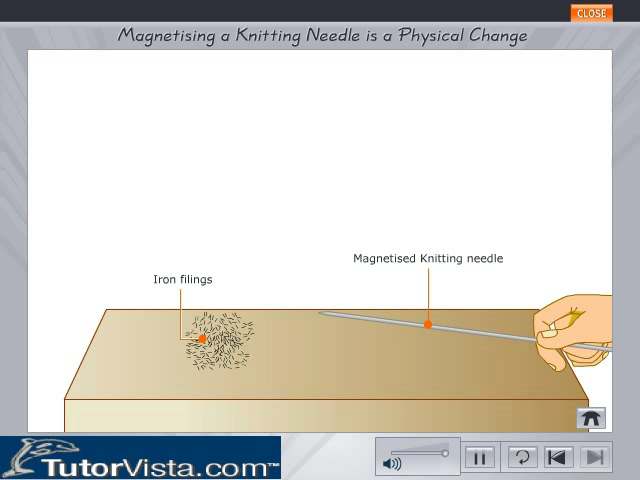 CLOSE
Magnetising a Knitting Needle is a Physical Change
Magnetised Knitting needle
Iron filings
TutorVista.com™